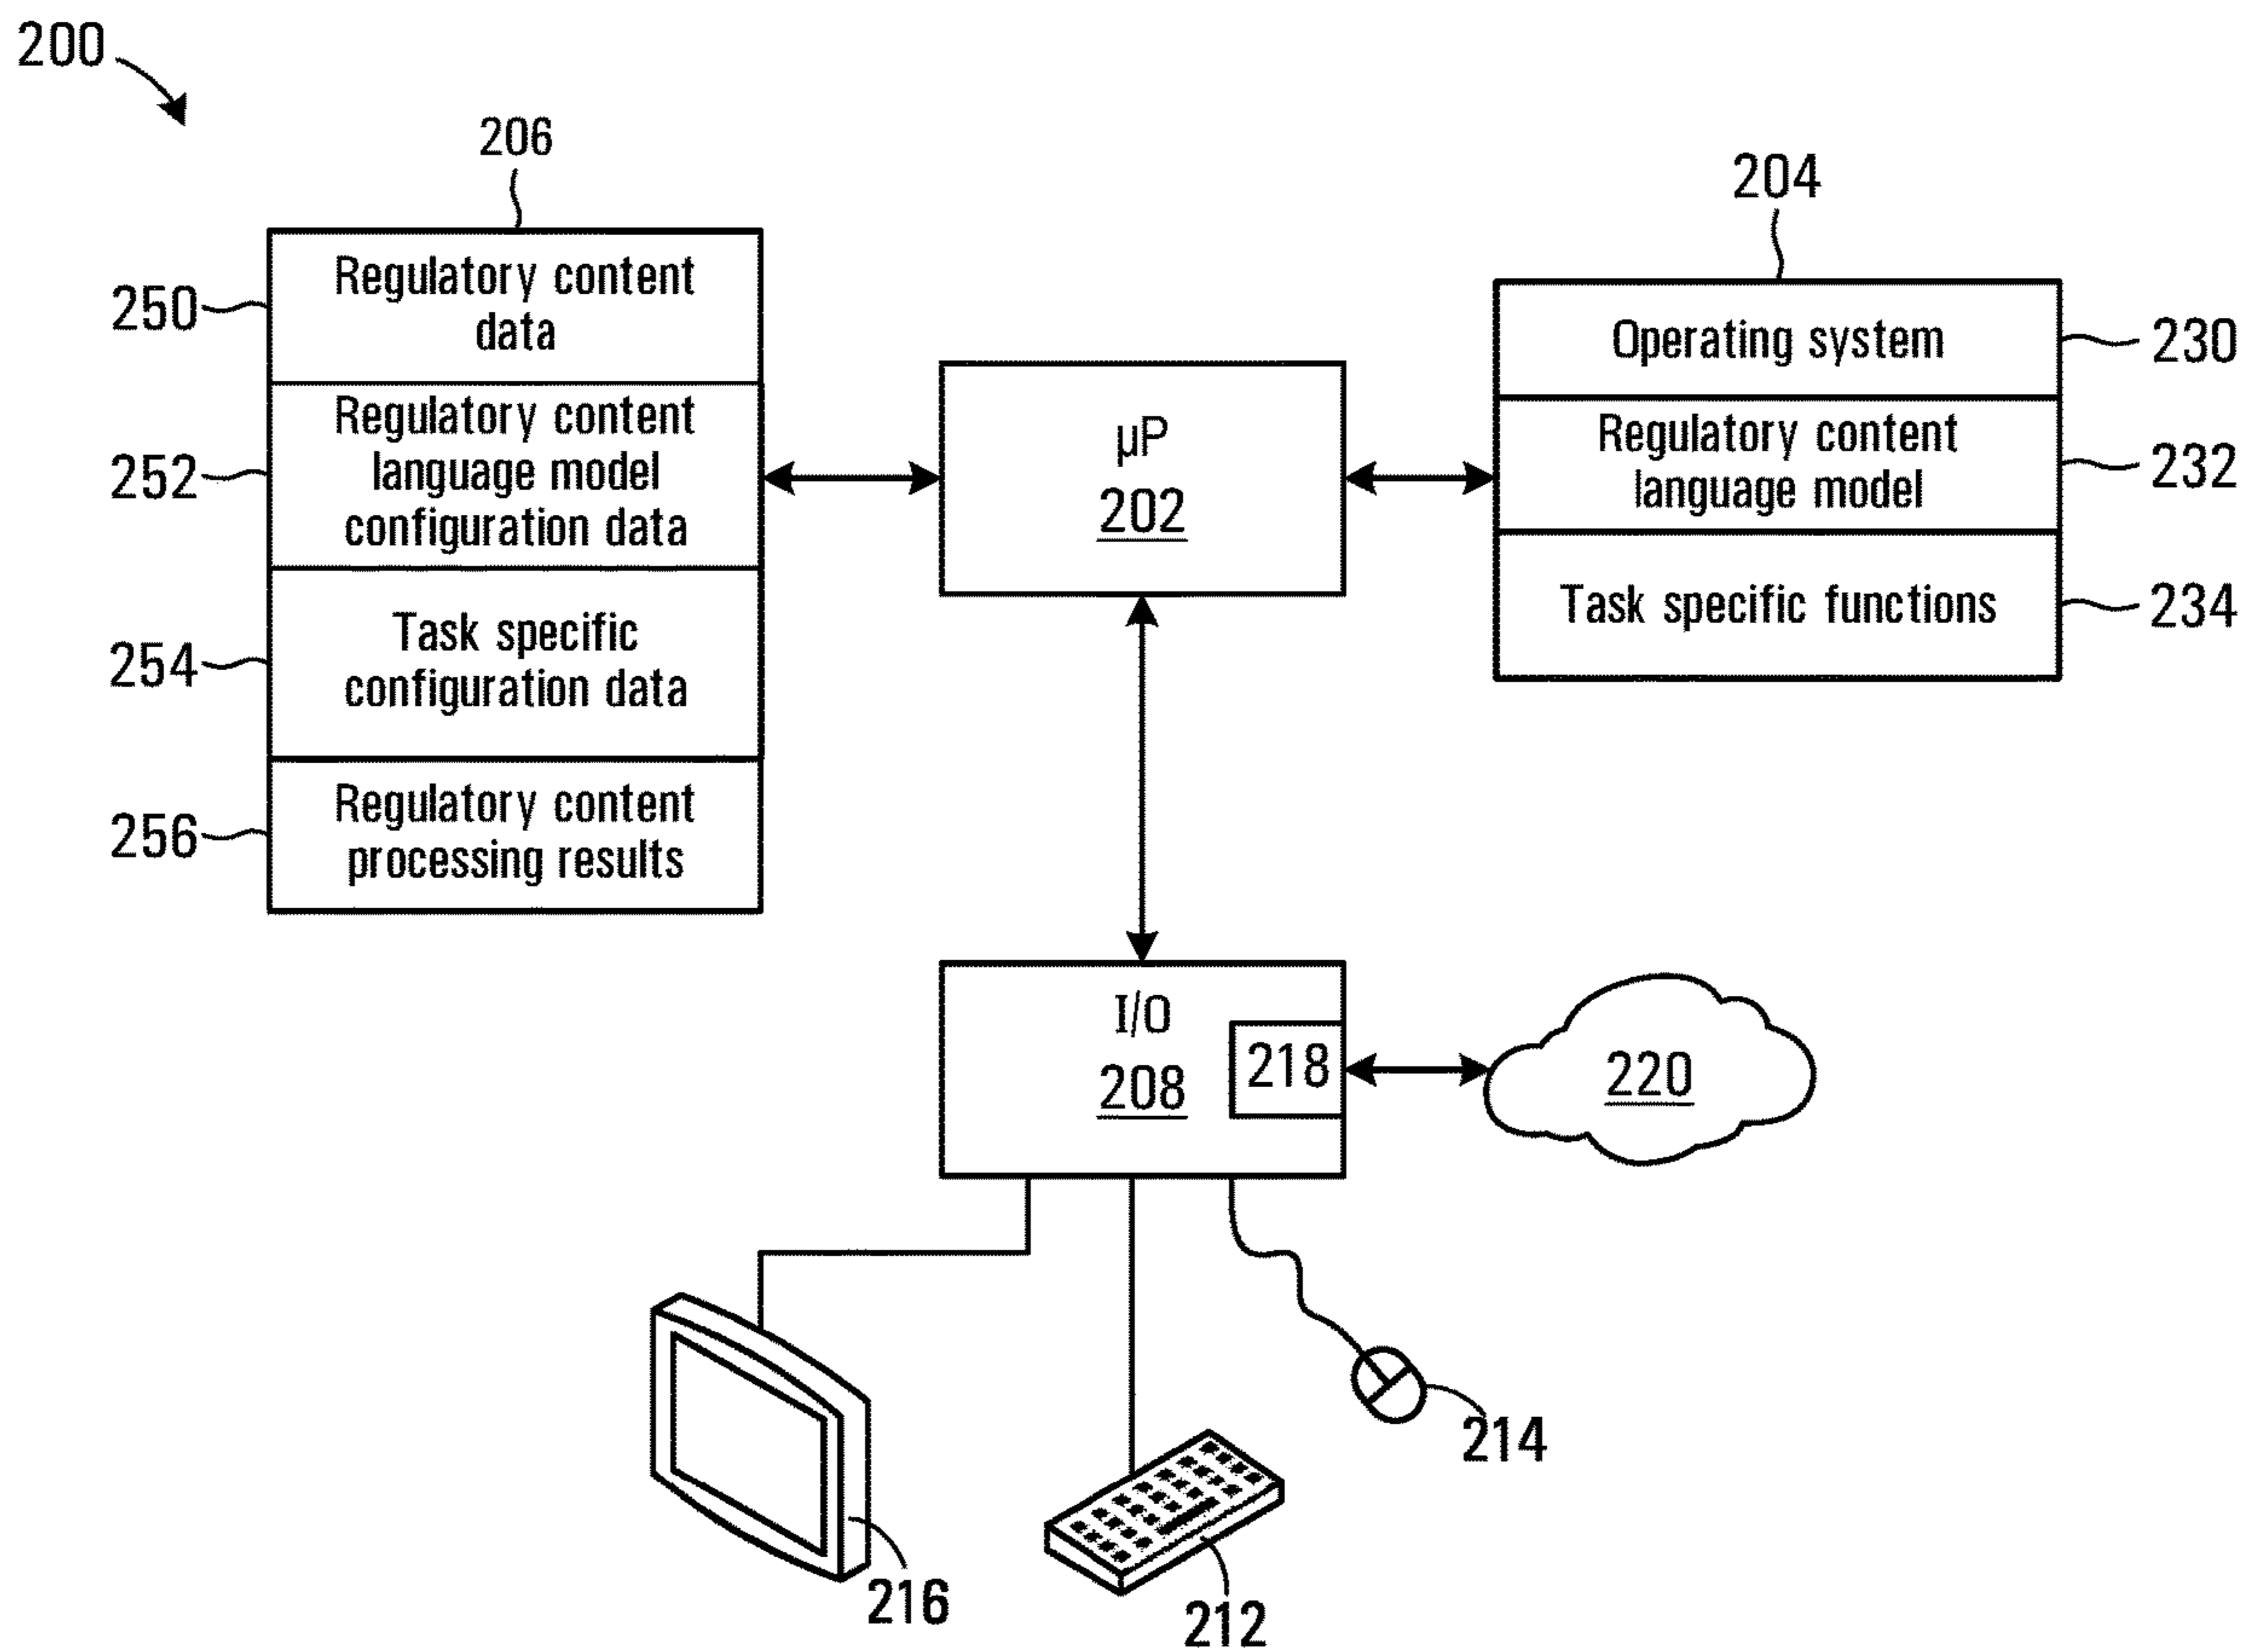 200
206
Regulatory content
data
250
Regulatory content
language model
configuration data
252
Task specific
configuration data
254
Regulatory content
processing results
256
µP
202
204
Operating system
230
Regulatory content
language model
232
Task specific functions
234
I/O
208
218
220
214
216
212